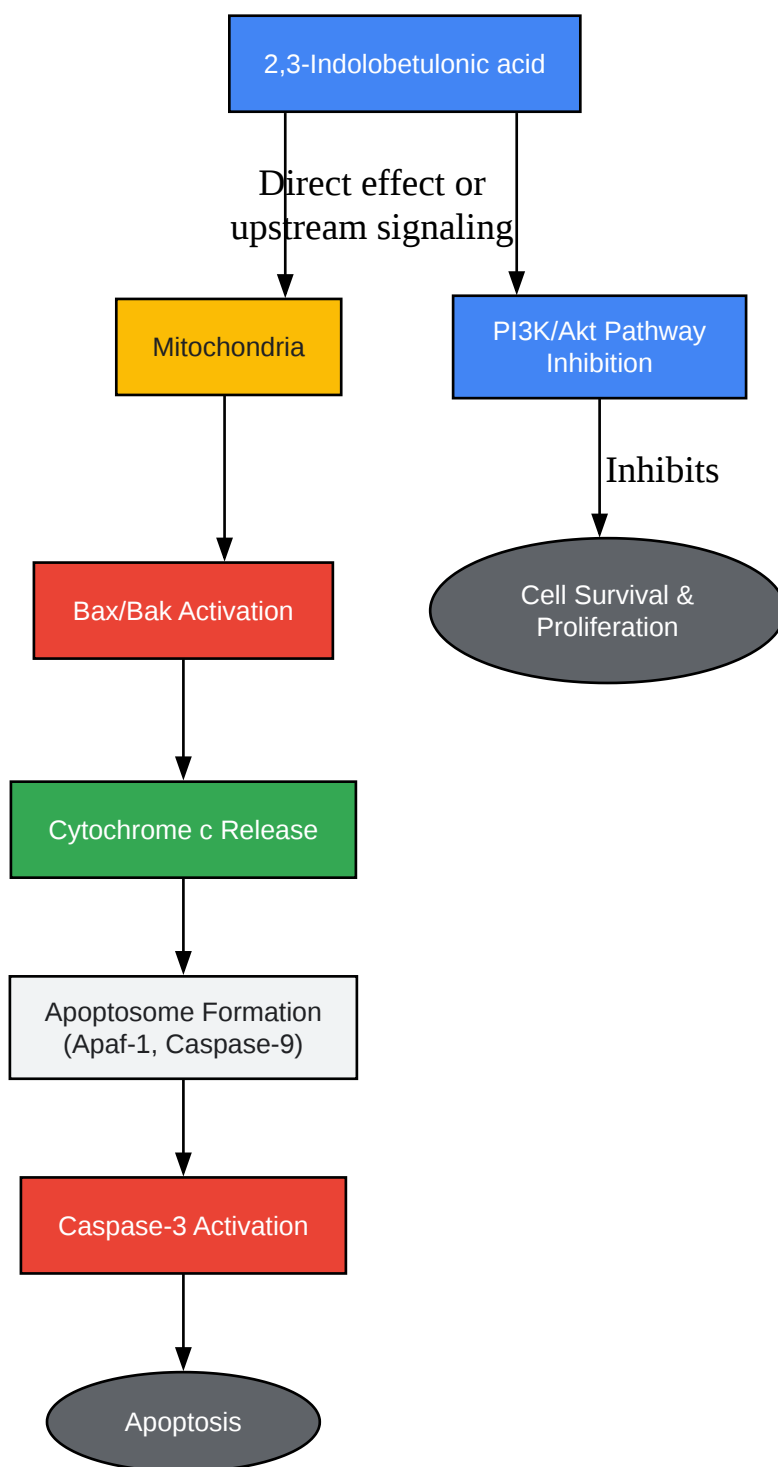 2,3-Indolobetulonic acid
Direct effect or
upstream signaling
Mitochondria
PI3K/Akt Pathway
Inhibition
Inhibits
Bax/Bak Activation
Cell Survival &
Proliferation
Cytochrome c Release
Apoptosome Formation
(Apaf-1, Caspase-9)
Caspase-3 Activation
Apoptosis